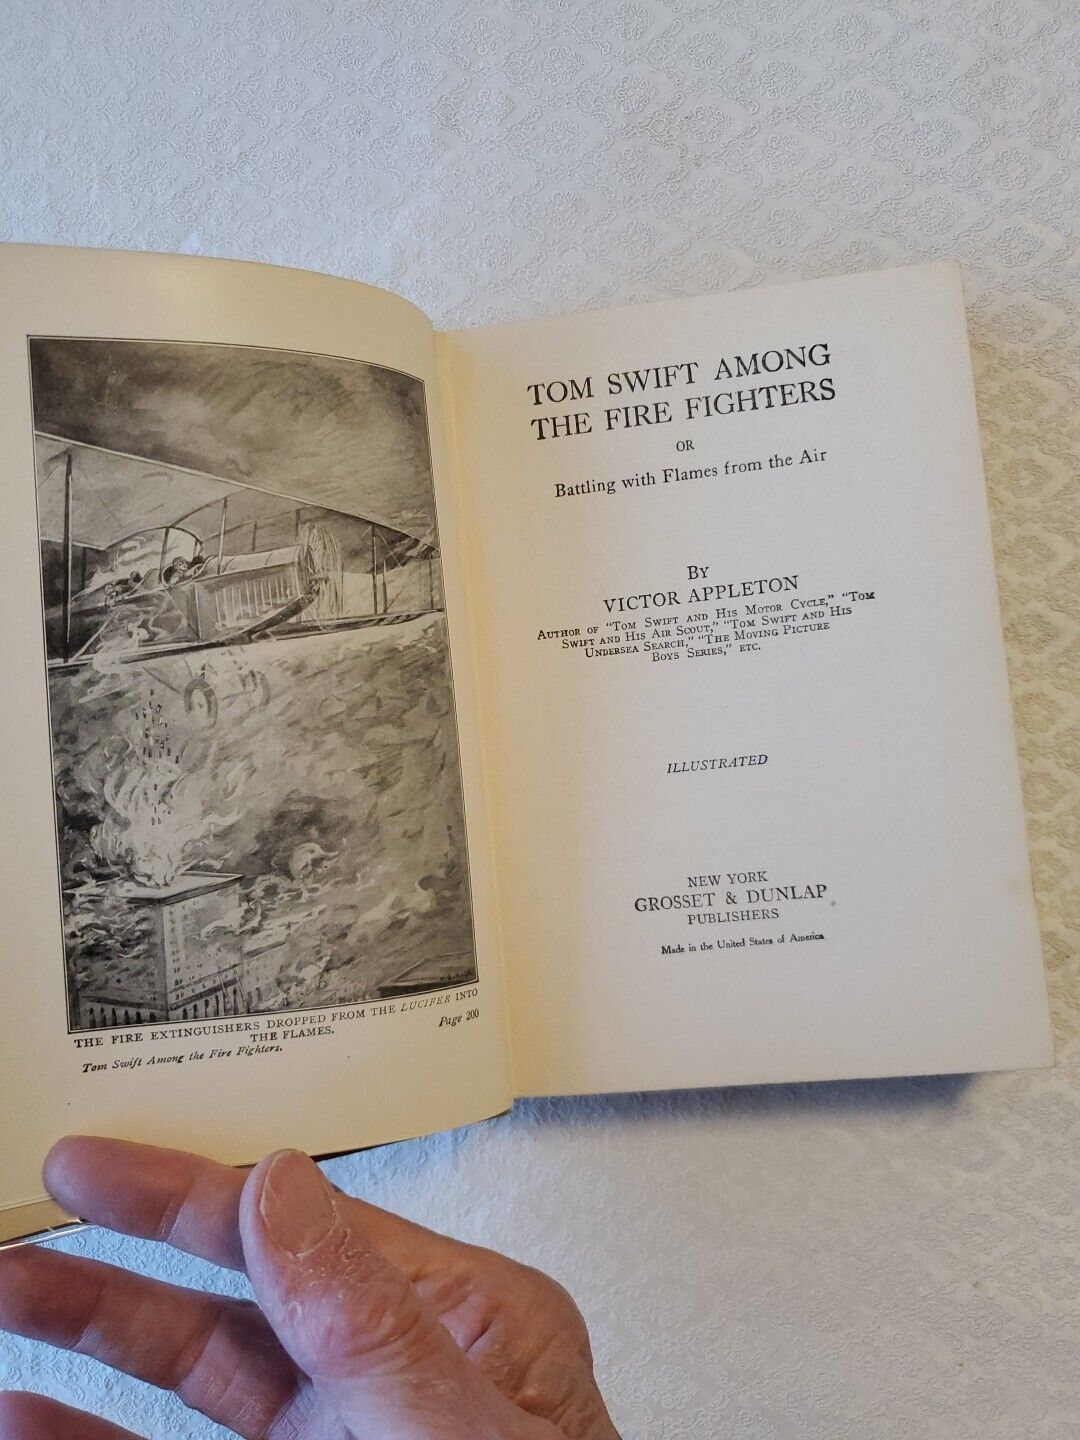 THE FIRE EXTINGUISHERS DROPPED FROM THE LUCIFER INTO
THE FLAMES.
Tom Swift Among the Fire Fighters.
Page 200
TOM SWIFT AMONG
THE FIRE FIGHTERS
OR
Battling with Flames from the Air
BY
VICTOR APPLETON
AUTHOR OF "TOM SWIFT AND HIS MOTOR CYCLE," "TOM
SWIFT AND HIS AIR SCOUT," "TOM SWIFT AND HIS
UNDERSEA SEARCH," "THE MOVING PICTURE
BOYS SERIES," ETC.
ILLUSTRATED
NEW YORK
GROSSET & DUNLAP
PUBLISHERS
Made in the United States of America